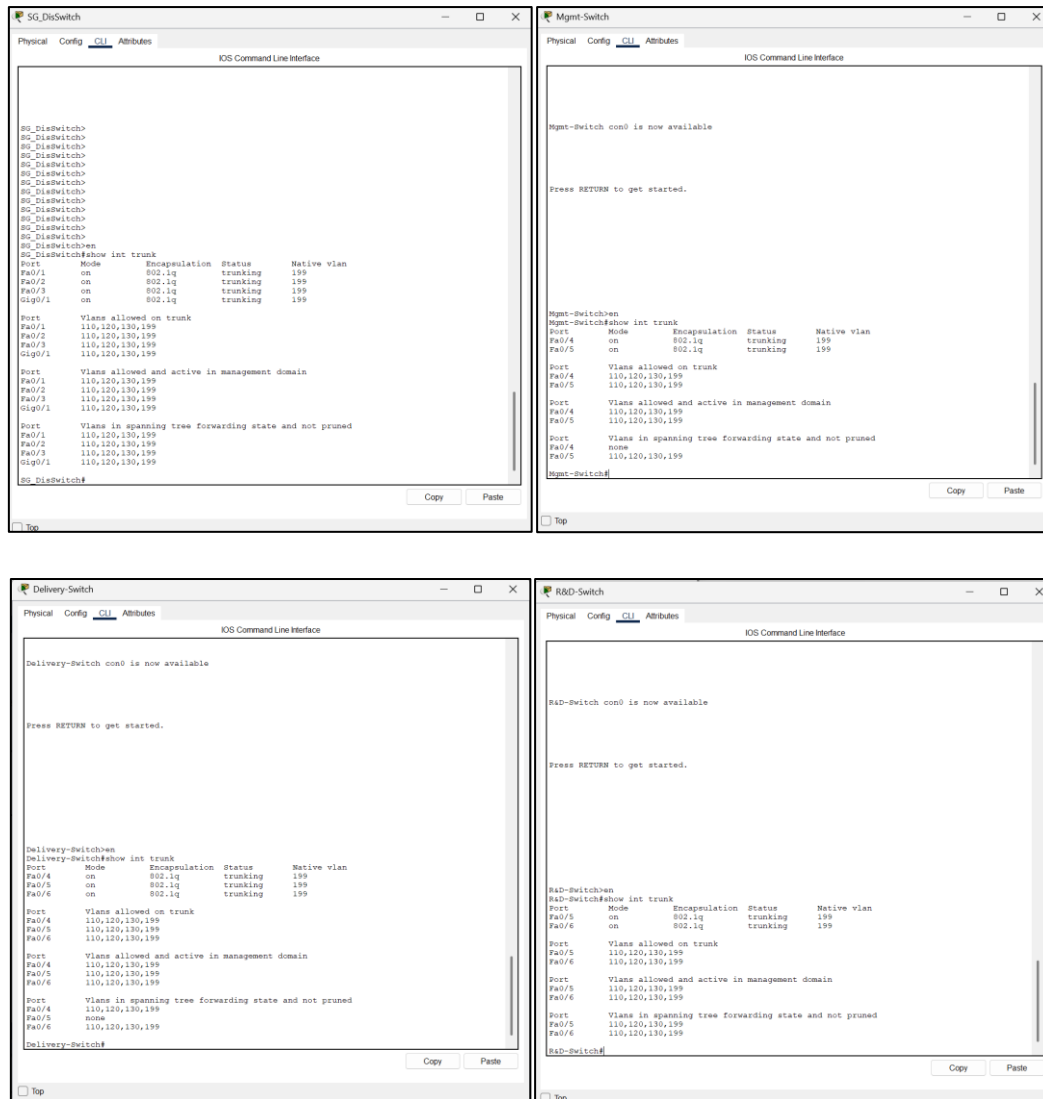 SG_DisSwitch
Physical Config CLI Attributes
IOS Command Line Interface
SG_DisSwitch>
SG_DisSwitch>
SG_DisSwitch>
SG_DisSwitch>
SG_DisSwitch>
SG_DisSwitch>
SG_DisSwitch>
SG_DisSwitch>
SG_DisSwitch>
SG_DisSwitch>
SG_DisSwitch>
SG_DisSwitch>
SG_DisSwitch>
SG_DisSwitch>en
SG_DisSwitch#show int trunk
Port Mode Encapsulation Status Native vlan
Fa0/1 on 802.1q trunking 199
Fa0/2 on 802.1q trunking 199
Fa0/3 on 802.1q trunking 199
Gig0/1 on 802.1q trunking 199
Port Vlans allowed on trunk
Fa0/1 110,120,130,199
Fa0/2 110,120,130,199
Fa0/3 110,120,130,199
Gig0/1 110,120,130,199
Port Vlans allowed and active in management domain
Fa0/1 110,120,130,199
Fa0/2 110,120,130,199
Fa0/3 110,120,130,199
Gig0/1 110,120,130,199
Port Vlans in spanning tree forwarding state and not pruned
Fa0/1 110,120,130,199
Fa0/2 110,120,130,199
Fa0/3 110,120,130,199
Gig0/1 110,120,130,199
SG_DisSwitch#
Copy Paste
Top
Mgmt-Switch
Physical Config CLI Attributes
IOS Command Line Interface
Mgmt-Switch con0 is now available
Press RETURN to get started.
Mgmt-Switch>en
Mgmt-Switch#show int trunk
Port Mode Encapsulation Status Native vlan
Fa0/4 on 802.1q trunking 199
Fa0/5 on 802.1q trunking 199
Port Vlans allowed on trunk
Fa0/4 110,120,130,199
Fa0/5 110,120,130,199
Port Vlans allowed and active in management domain
Fa0/4 110,120,130,199
Fa0/5 110,120,130,199
Port Vlans in spanning tree forwarding state and not pruned
Fa0/4 none
Fa0/5 110,120,130,199
Mgmt-Switch#
Copy Paste
Top
Delivery-Switch
Physical Config CLI Attributes
IOS Command Line Interface
Delivery-Switch con0 is now available
Press RETURN to get started.
Delivery-Switch>en
Delivery-Switch#show int trunk
Port Mode Encapsulation Status Native vlan
Fa0/4 on 802.1q trunking 199
Fa0/5 on 802.1q trunking 199
Fa0/6 on 802.1q trunking 199
Port Vlans allowed on trunk
Fa0/4 110,120,130,199
Fa0/5 110,120,130,199
Fa0/6 110,120,130,199
Port Vlans allowed and active in management domain
Fa0/4 110,120,130,199
Fa0/5 110,120,130,199
Fa0/6 110,120,130,199
Port Vlans in spanning tree forwarding state and not pruned
Fa0/4 110,120,130,199
Fa0/5 none
Fa0/6 110,120,130,199
Delivery-Switch#
Copy Paste
Top
R&D-Switch
Physical Config CLI Attributes
IOS Command Line Interface
R&D-Switch con0 is now available
Press RETURN to get started.
R&D-Switch>en
R&D-Switch#show int trunk
Port Mode Encapsulation Status Native vlan
Fa0/5 on 802.1q trunking 199
Fa0/6 on 802.1q trunking 199
Port Vlans allowed on trunk
Fa0/5 110,120,130,199
Fa0/6 110,120,130,199
Port Vlans allowed and active in management domain
Fa0/5 110,120,130,199
Fa0/6 110,120,130,199
Port Vlans in spanning tree forwarding state and not pruned
Fa0/5 110,120,130,199
Fa0/6 110,120,130,199
R&D-Switch#
Copy Paste
Top